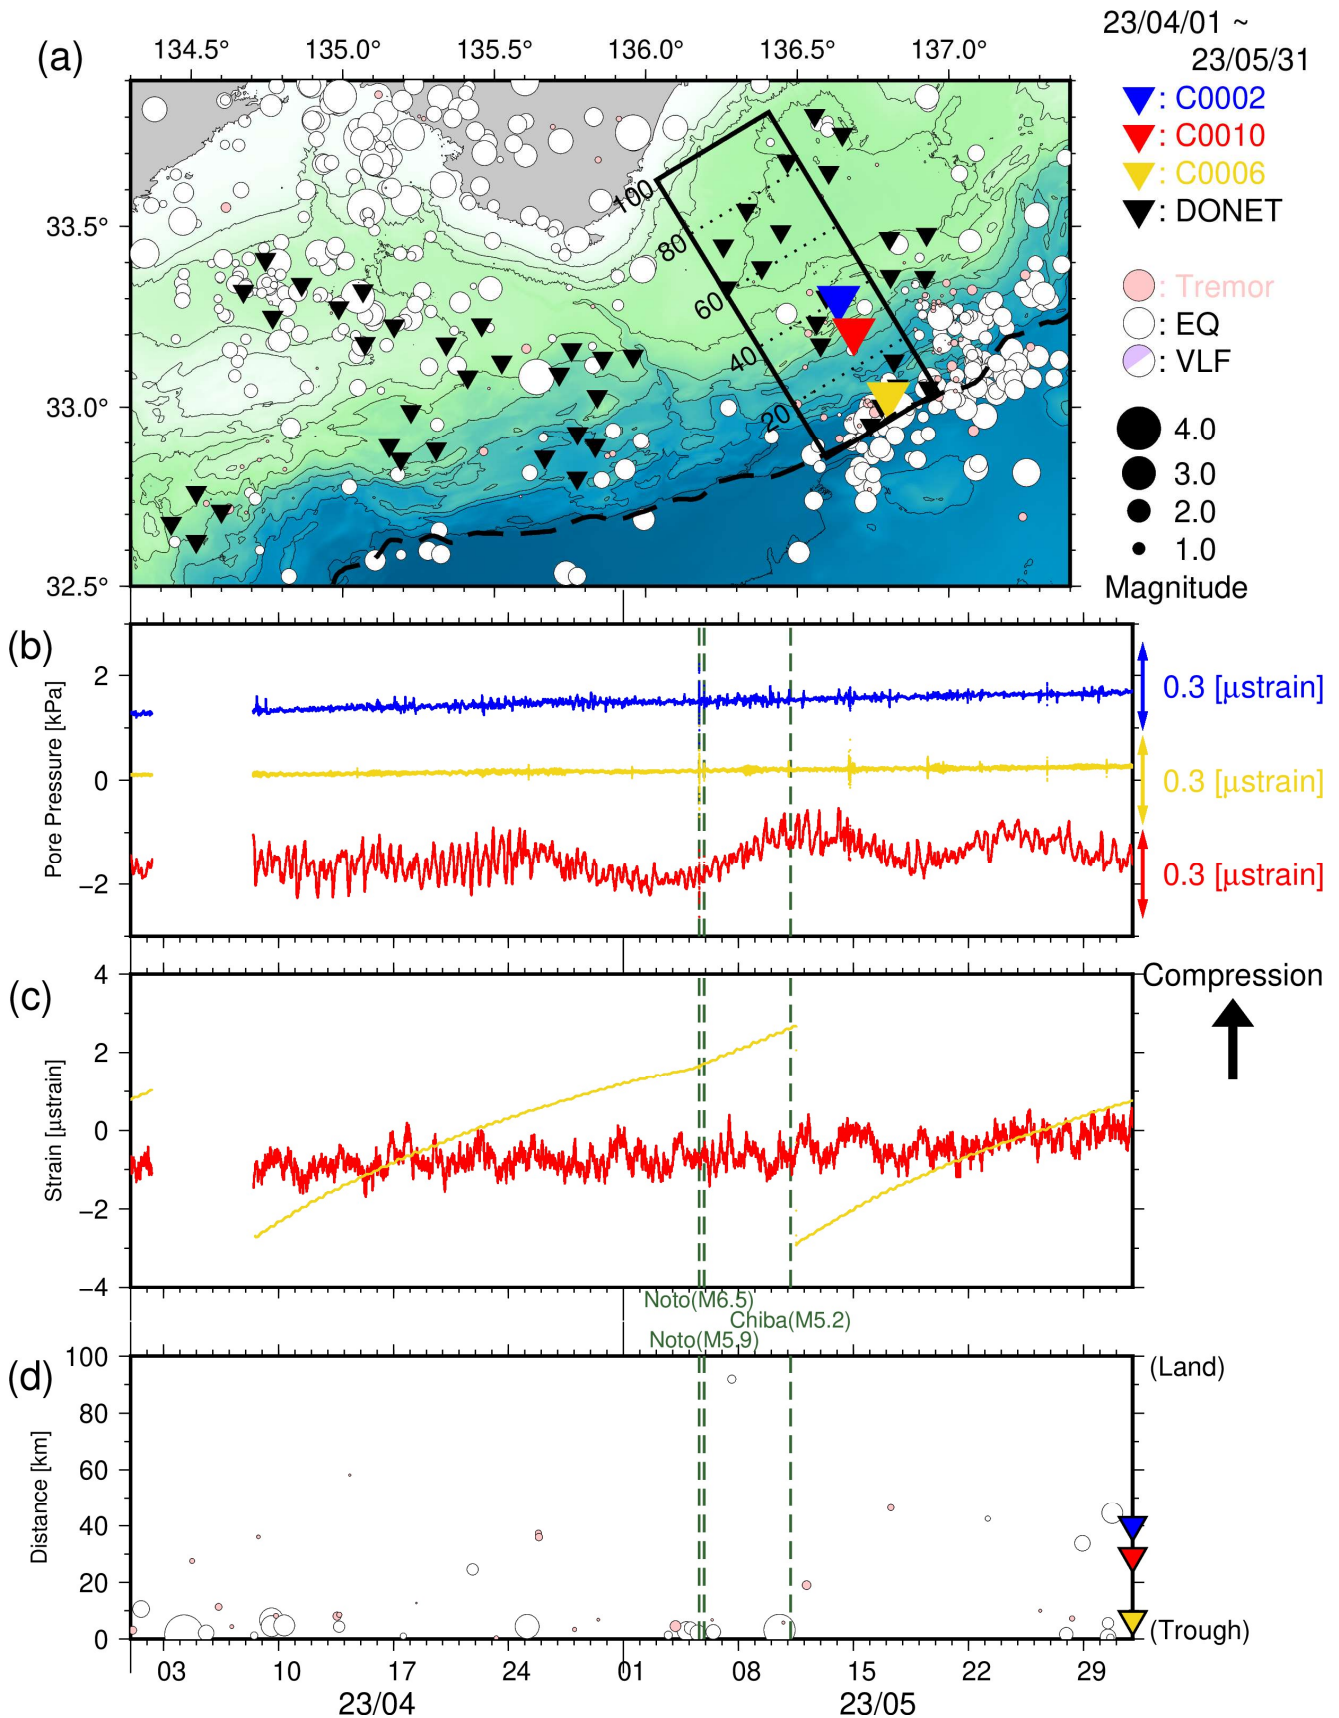 23/04/01 ~
23/05/31
(a)
134.5° 135.0° 135.5° 136.0° 136.5° 137.0°
: C0002
: C0010
: C0006
: DONET
: Tremor
: EQ
: VLF
4.0
3.0
2.0
1.0
Magnitude
33.5°
33.0°
32.5°
100
80
60
40
20
(b)
Pore Pressure [kPa]
2
0
−2
0.3 [μstrain]
0.3 [μstrain]
0.3 [μstrain]
(c)
Strain [μstrain]
4
2
0
−2
−4
Compression
Noto(M6.5)
Chiba(M5.2)
Noto(M5.9)
(d)
Distance [km]
100
80
60
40
20
0
(Land)
(Trough)
03 10 17 24 01 08 15 22 29
23/04 23/05